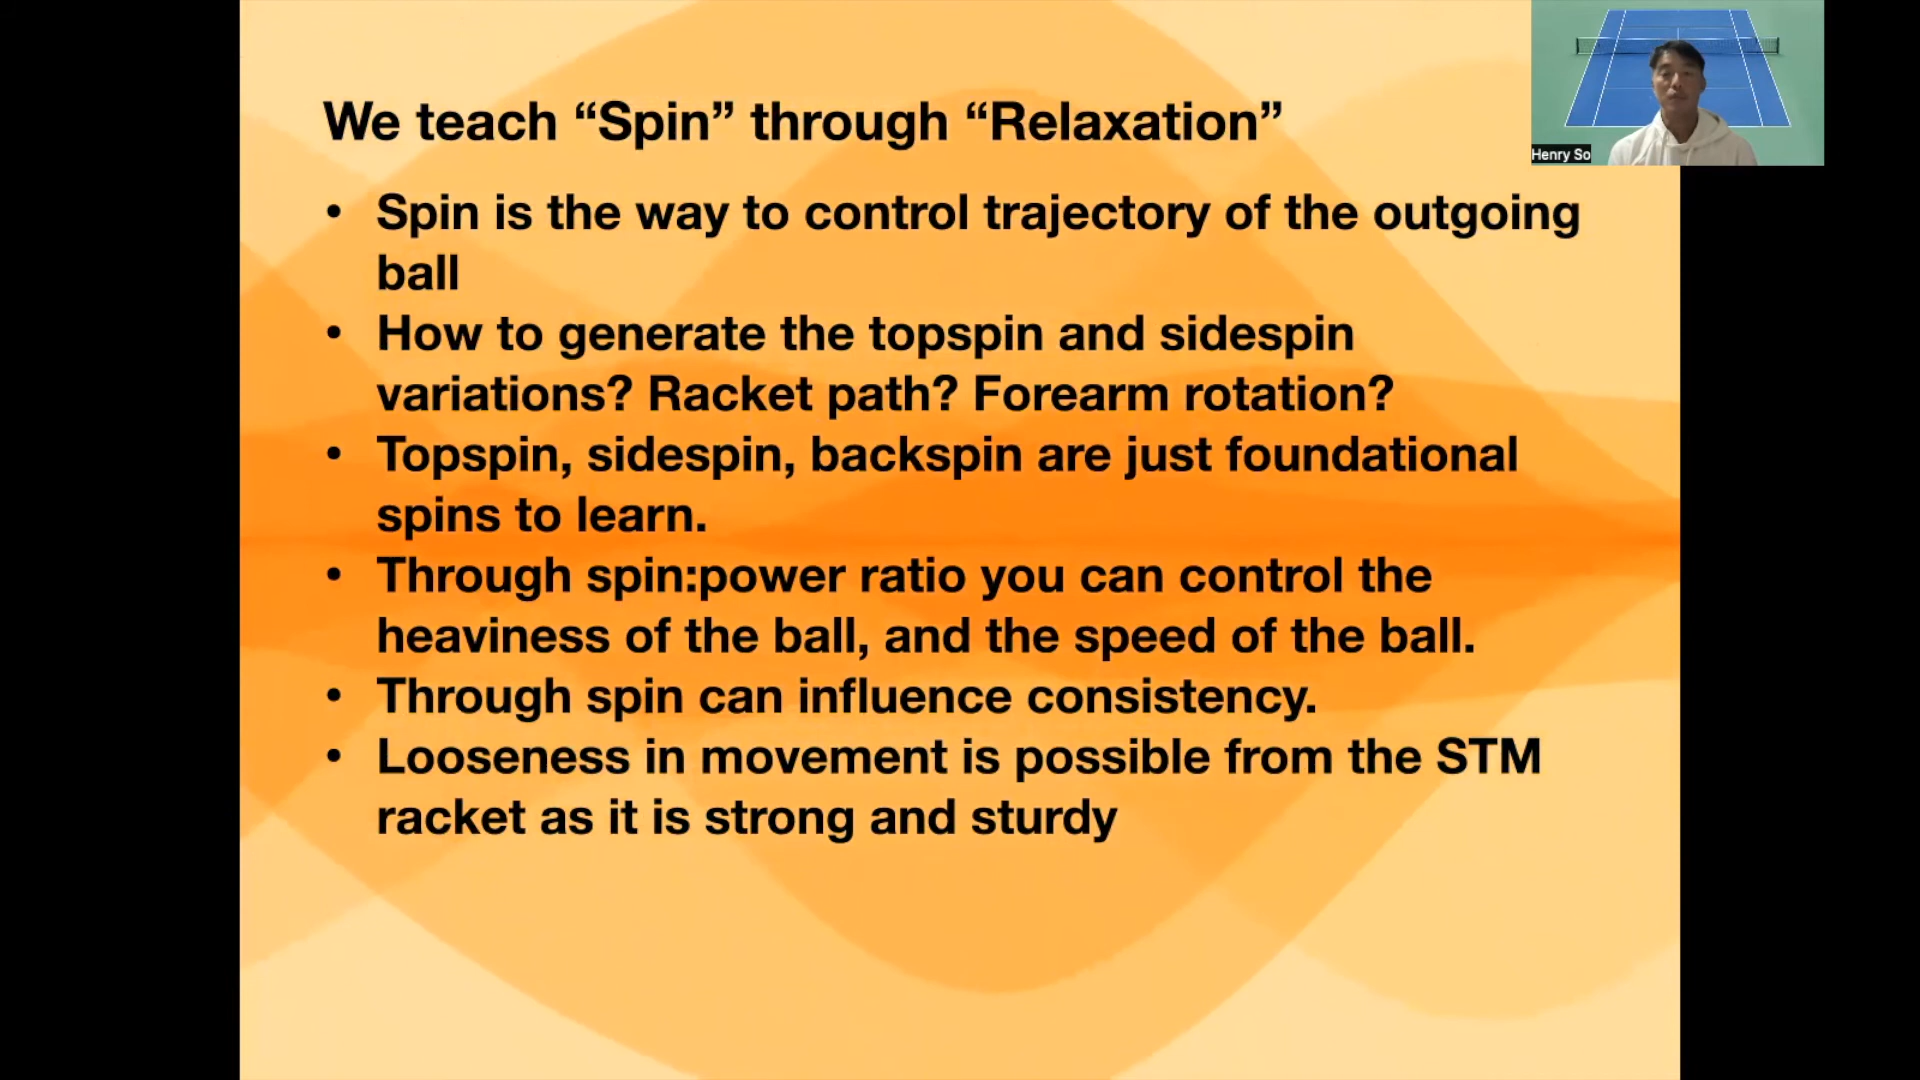 We teach “Spin” through “Relaxation”
• Spin is the way to control trajectory of the outgoing
ball
• How to generate the topspin and sidespin
variations? Racket path? Forearm rotation?
• Topspin, sidespin, backspin are just foundational
spins to learn.
• Through spin:power ratio you can control the
heaviness of the ball, and the speed of the ball.
• Through spin can influence consistency.
• Looseness in movement is possible from the STM
racket as it is strong and sturdy
Henry So